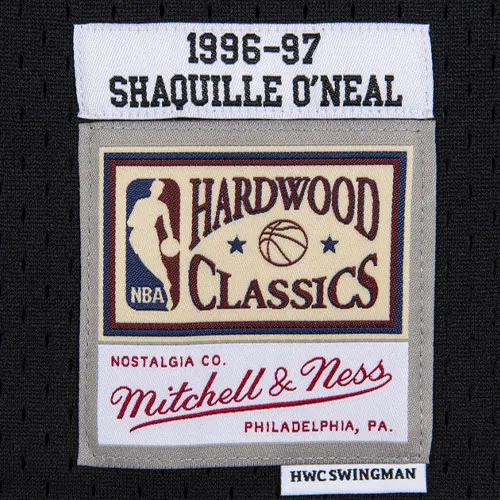 1996-97
SHAQUILLE O'NEAL
HARDWOOD
CLASSICS
NBA
NOSTALGIA CO.
Mitchell & Ness
PHILADELPHIA, PA.
HWC SWINGMAN